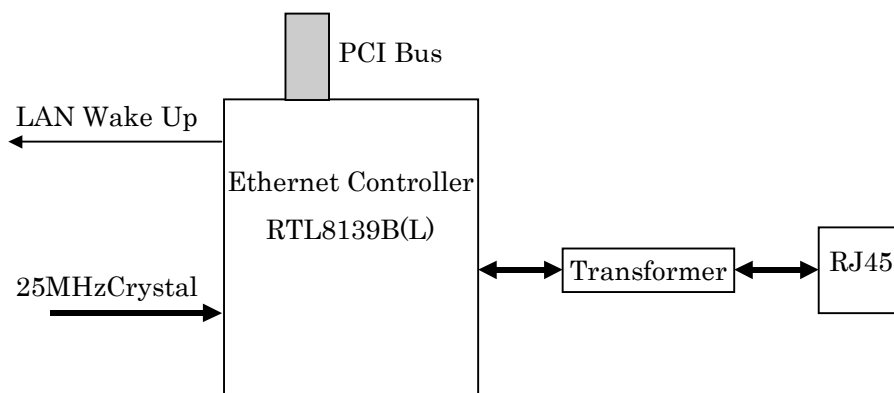 PCI Bus
LAN Wake Up
Ethernet Controller
RTL8139B(L)
Transformer
RJ45
25MHzCrystal